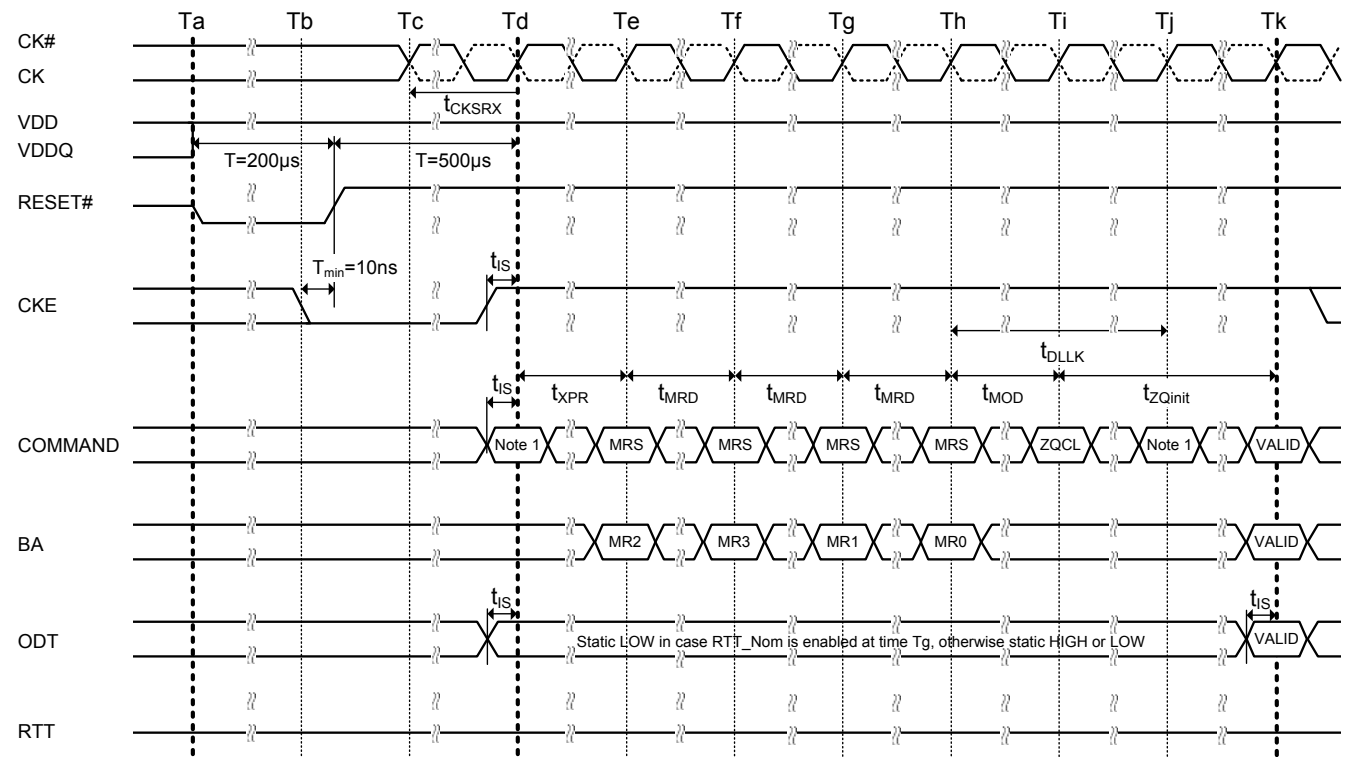 Ta Tb Tc Td Te Tf Tg Th Ti Tj Tk
CK#
CK
tCKSRX
VDD
VDDQ
T=200µs T=500µs
RESET#
Tmin=10ns tIS
CKE
tDLLK
tIS tXPR tMRD tMRD tMRD tMOD tZQinit
COMMAND Note 1 MRS MRS MRS MRS ZQCL Note 1 VALID
BA MR2 MR3 MR1 MR0 VALID
tIS tIS
ODT Static LOW in case RTT_Nom is enabled at time Tg, otherwise static HIGH or LOW VALID
RTT